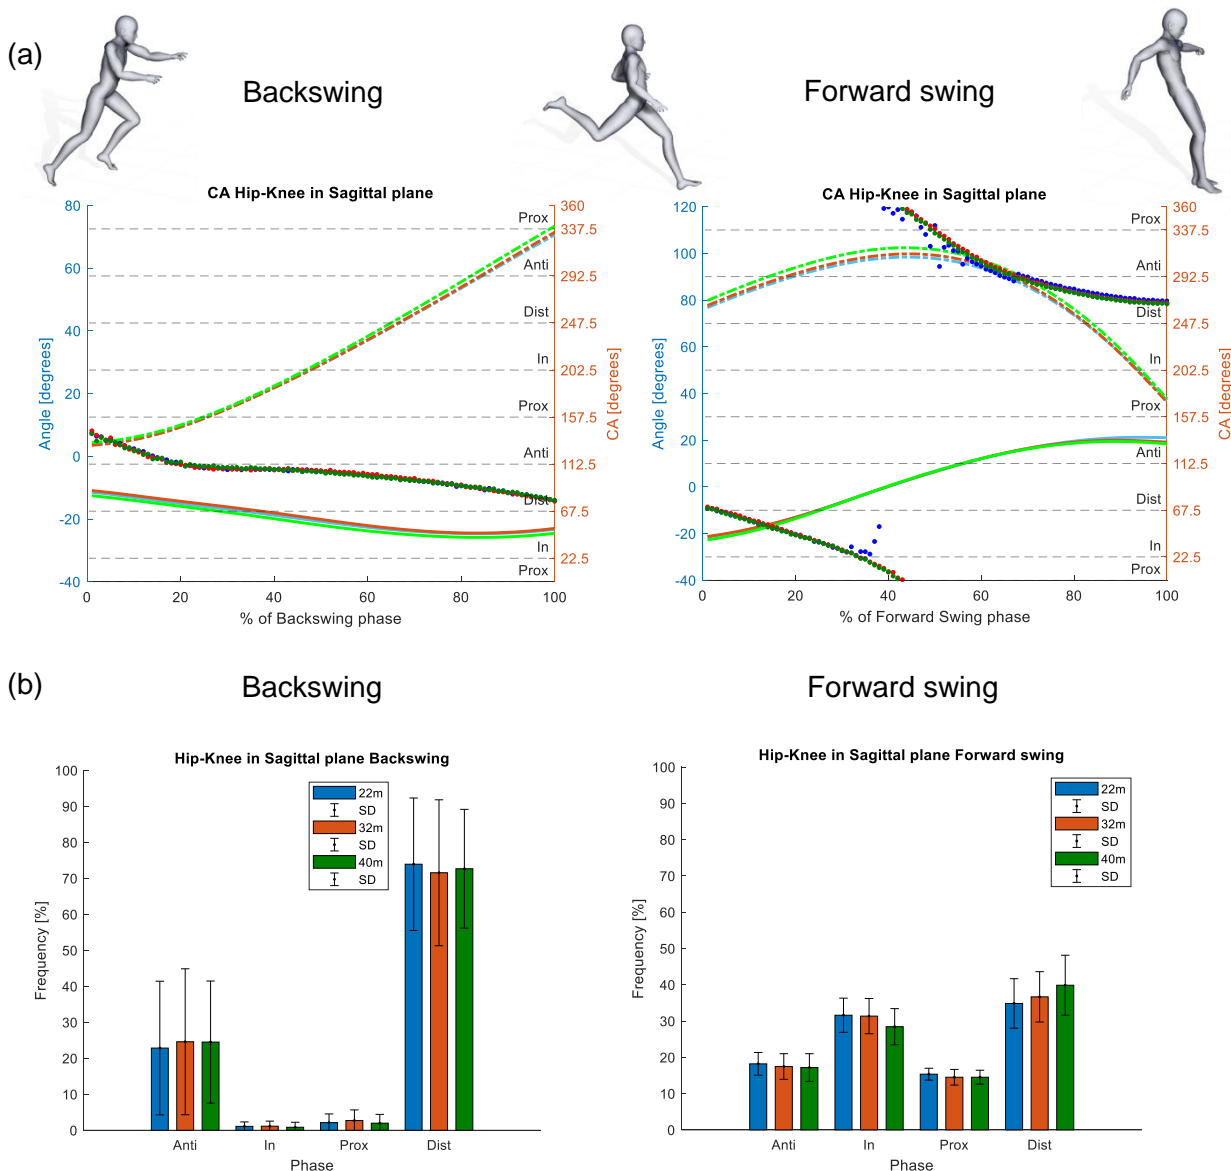 (a)
Backswing
Forward swing
CA Hip-Knee in Sagittal plane
80
60
40
20
0
-20
-40
Angle [degrees]
360
337.5
292.5
247.5
202.5
157.5
112.5
67.5
22.5
CA [degrees]
Prox
Anti
Dist
In
Prox
Anti
Dist
In
Prox
0
20
40
60
80
100
% of Backswing phase
CA Hip-Knee in Sagittal plane
120
100
80
60
40
20
0
-20
-40
Angle [degrees]
360
337.5
292.5
247.5
202.5
157.5
112.5
67.5
22.5
CA [degrees]
Prox
Anti
Dist
In
Prox
Anti
Dist
In
Prox
0
20
40
60
80
100
% of Forward Swing phase
(b)
Backswing
Forward swing
Hip-Knee in Sagittal plane Backswing
100
90
80
70
60
50
40
30
20
10
0
Frequency [%]
22m
SD
32m
SD
40m
SD
Anti
In
Prox
Dist
Phase
Hip-Knee in Sagittal plane Forward swing
100
90
80
70
60
50
40
30
20
10
0
Frequency [%]
22m
SD
32m
SD
40m
SD
Anti
In
Prox
Dist
Phase